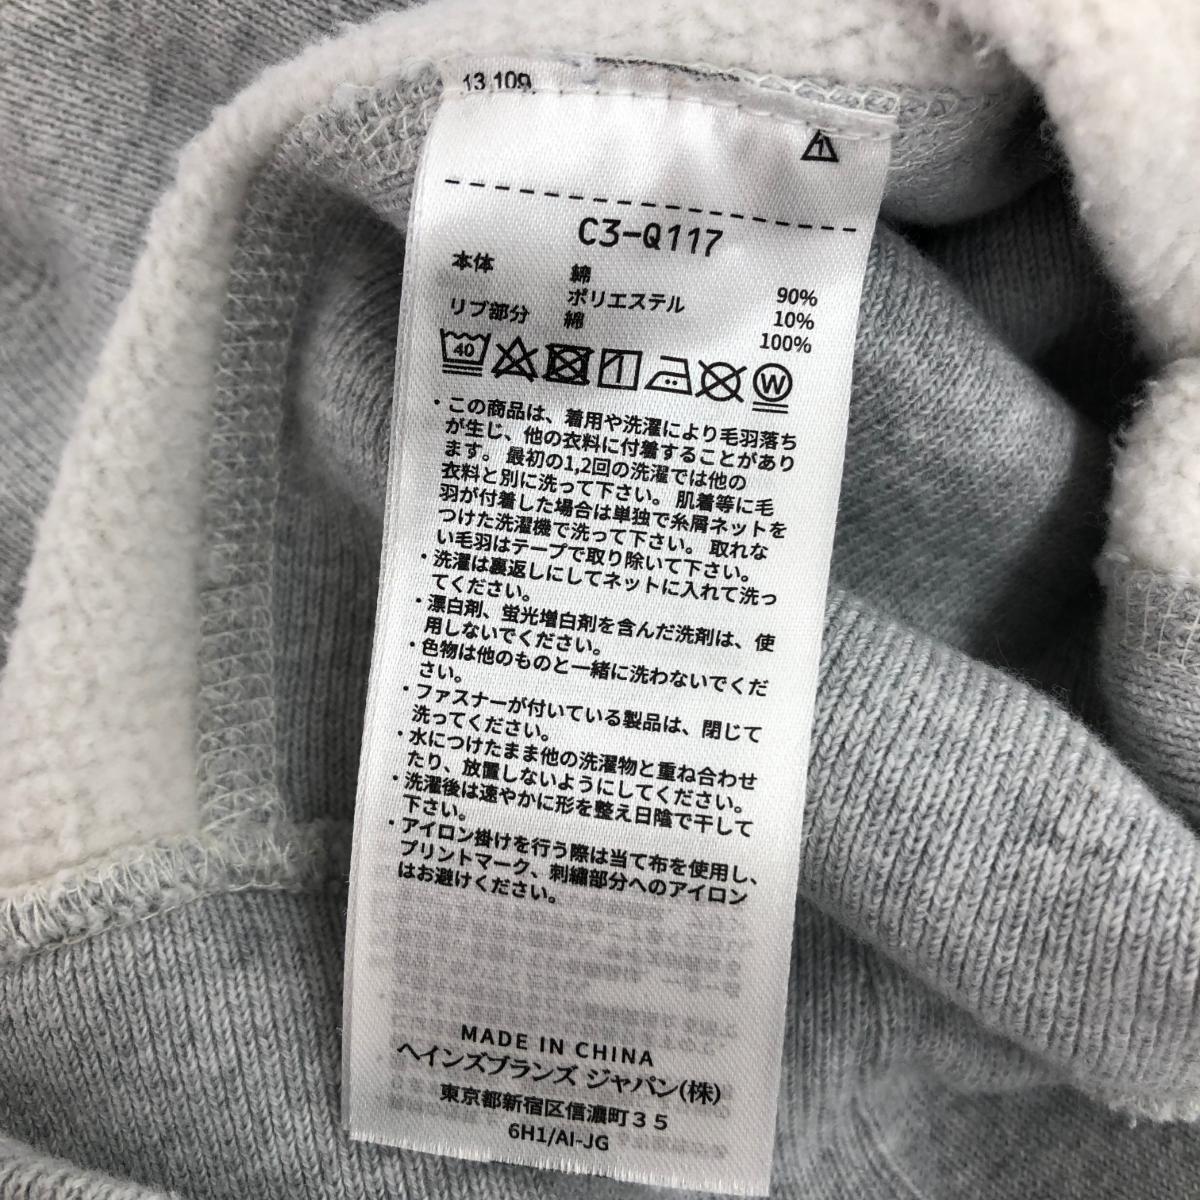 13 109
1
C3-Q117
本体 綿 90%
ポリエステル 10%
リブ部分 綿 100%
40 W
・この商品は、着用や洗濯により毛羽落ち
が生じ、他の衣料に付着することがあり
ます。最初の1,2回の洗濯では他の
衣料と別に洗って下さい。肌着等に毛
羽が付着した場合は単独で糸屑ネットを
つけた洗濯機で洗って下さい。取れな
い毛羽はテープで取り除いて下さい。
・洗濯は裏返しにしてネットに入れて洗っ
てください。
・漂白剤、蛍光増白剤を含んだ洗剤は、使
用しないでください。
・色物は他のものと一緒に洗わないでくだ
さい。
・ファスナーが付いている製品は、閉じて
洗ってください。
・水につけたまま他の洗濯物と重ね合わせ
たり、放置しないようにしてください。
・洗濯後は速やかに形を整え日陰で干して
下さい。
・アイロン掛けを行う際は当て布を使用し、
プリントマーク、刺繍部分へのアイロン
はお避けください。
MADE IN CHINA
ヘインズブランズ ジャパン(株)
東京都新宿区信濃町35
6H1/AI-JG